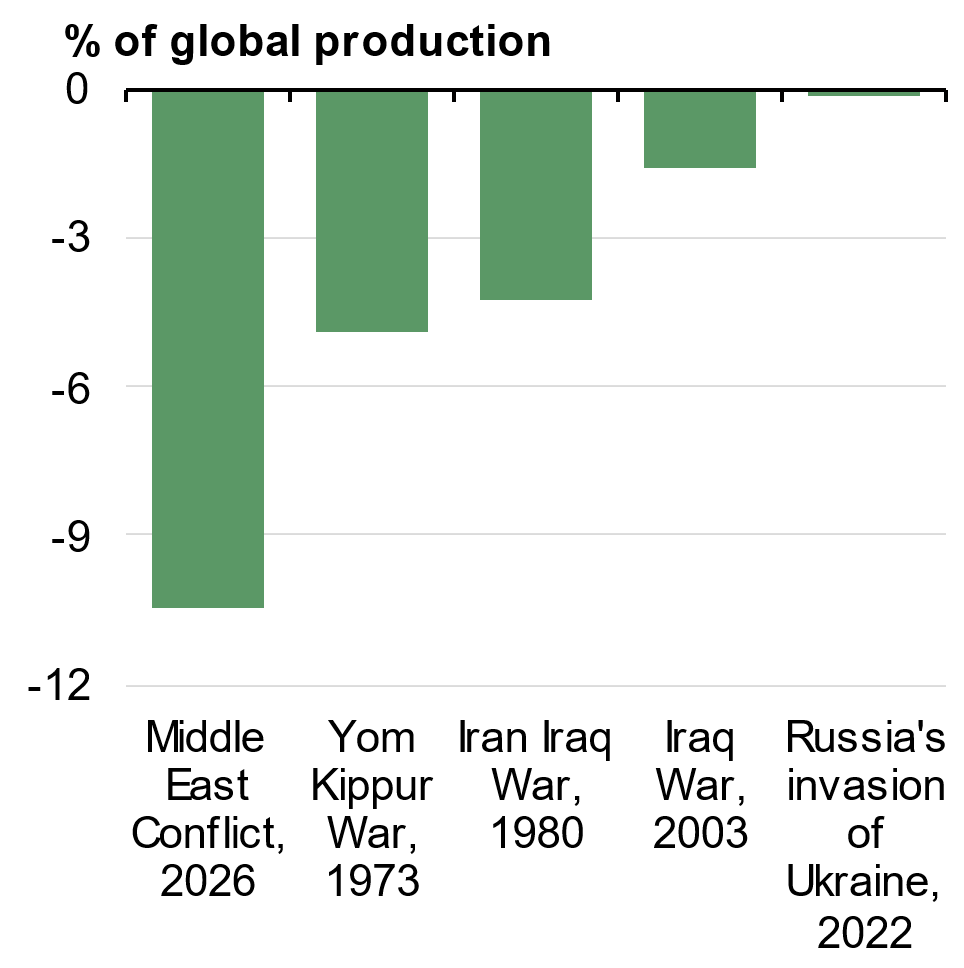 % of global production
0
-3
-6
-9
-12
Middle
East
Conflict,
2026
Yom
Kippur
War,
1973
Iran Iraq
War,
1980
Iraq
War,
2003
Russia's
invasion
of
Ukraine,
2022